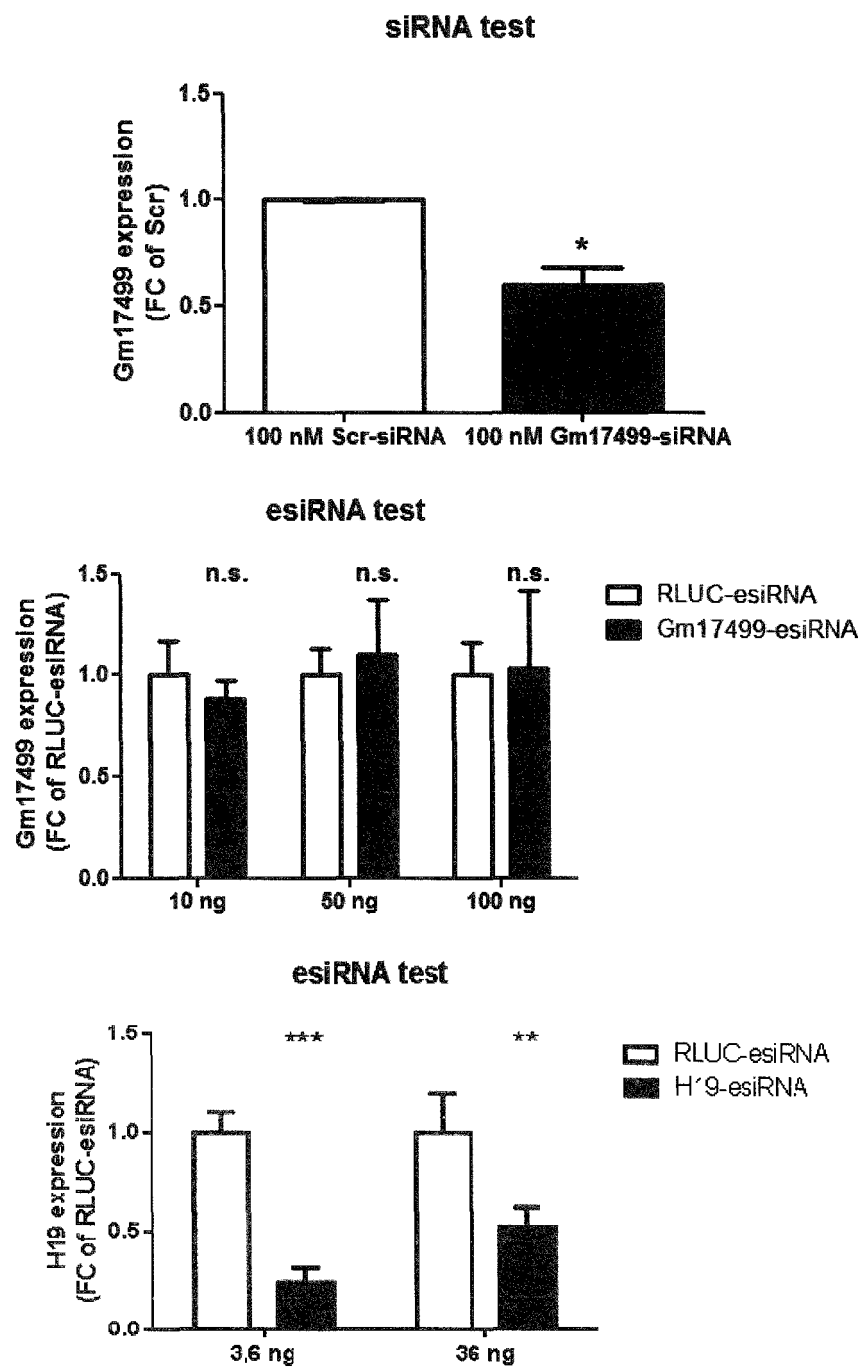 siRNA test
Gm17499 expression
(FC of Scr)
1.5
1.0
0.5
0.0
*
100 nM Scr-siRNA
100 nM Gm17499-siRNA
esiRNA test
Gm17499 expression
(FC of RLUC-esiRNA)
1.5
1.0
0.5
0.0
n.s.
n.s.
n.s.
10 ng
50 ng
100 ng
RLUC-esiRNA
Gm17499-esiRNA
esiRNA test
H19 expression
(FC of RLUC-esiRNA)
1.5
1.0
0.5
0.0
***
**
3,6 ng
36 ng
RLUC-esiRNA
H19-esiRNA